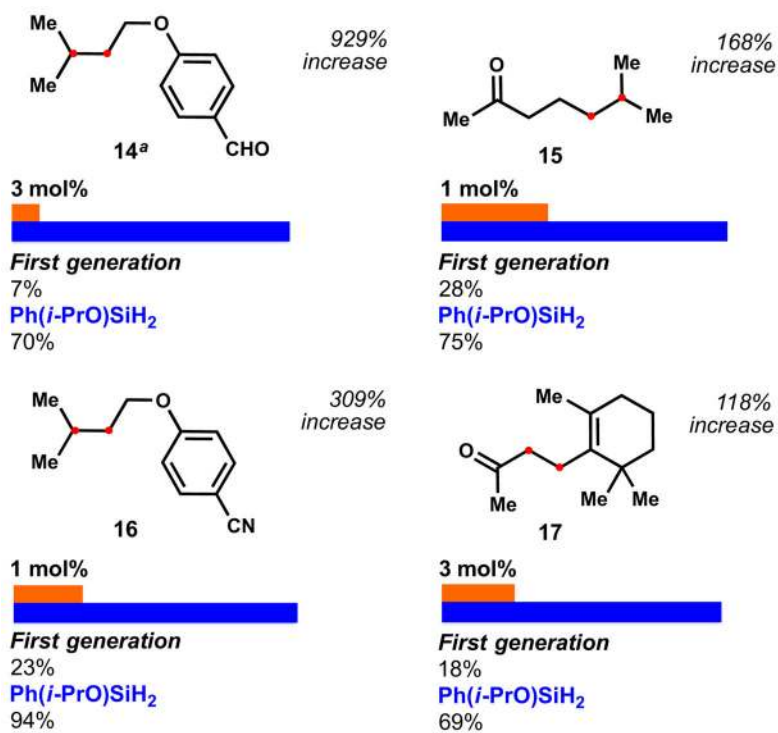 Me
O
Me
CHO
929%
increase
14a
3 mol%
First generation
7%
Ph(i-PrO)SiH2
70%
O
Me
Me
Me
168%
increase
15
1 mol%
First generation
28%
Ph(i-PrO)SiH2
75%
Me
O
Me
CN
309%
increase
16
1 mol%
First generation
23%
Ph(i-PrO)SiH2
94%
Me
O
Me
Me
Me
118%
increase
17
3 mol%
First generation
18%
Ph(i-PrO)SiH2
69%